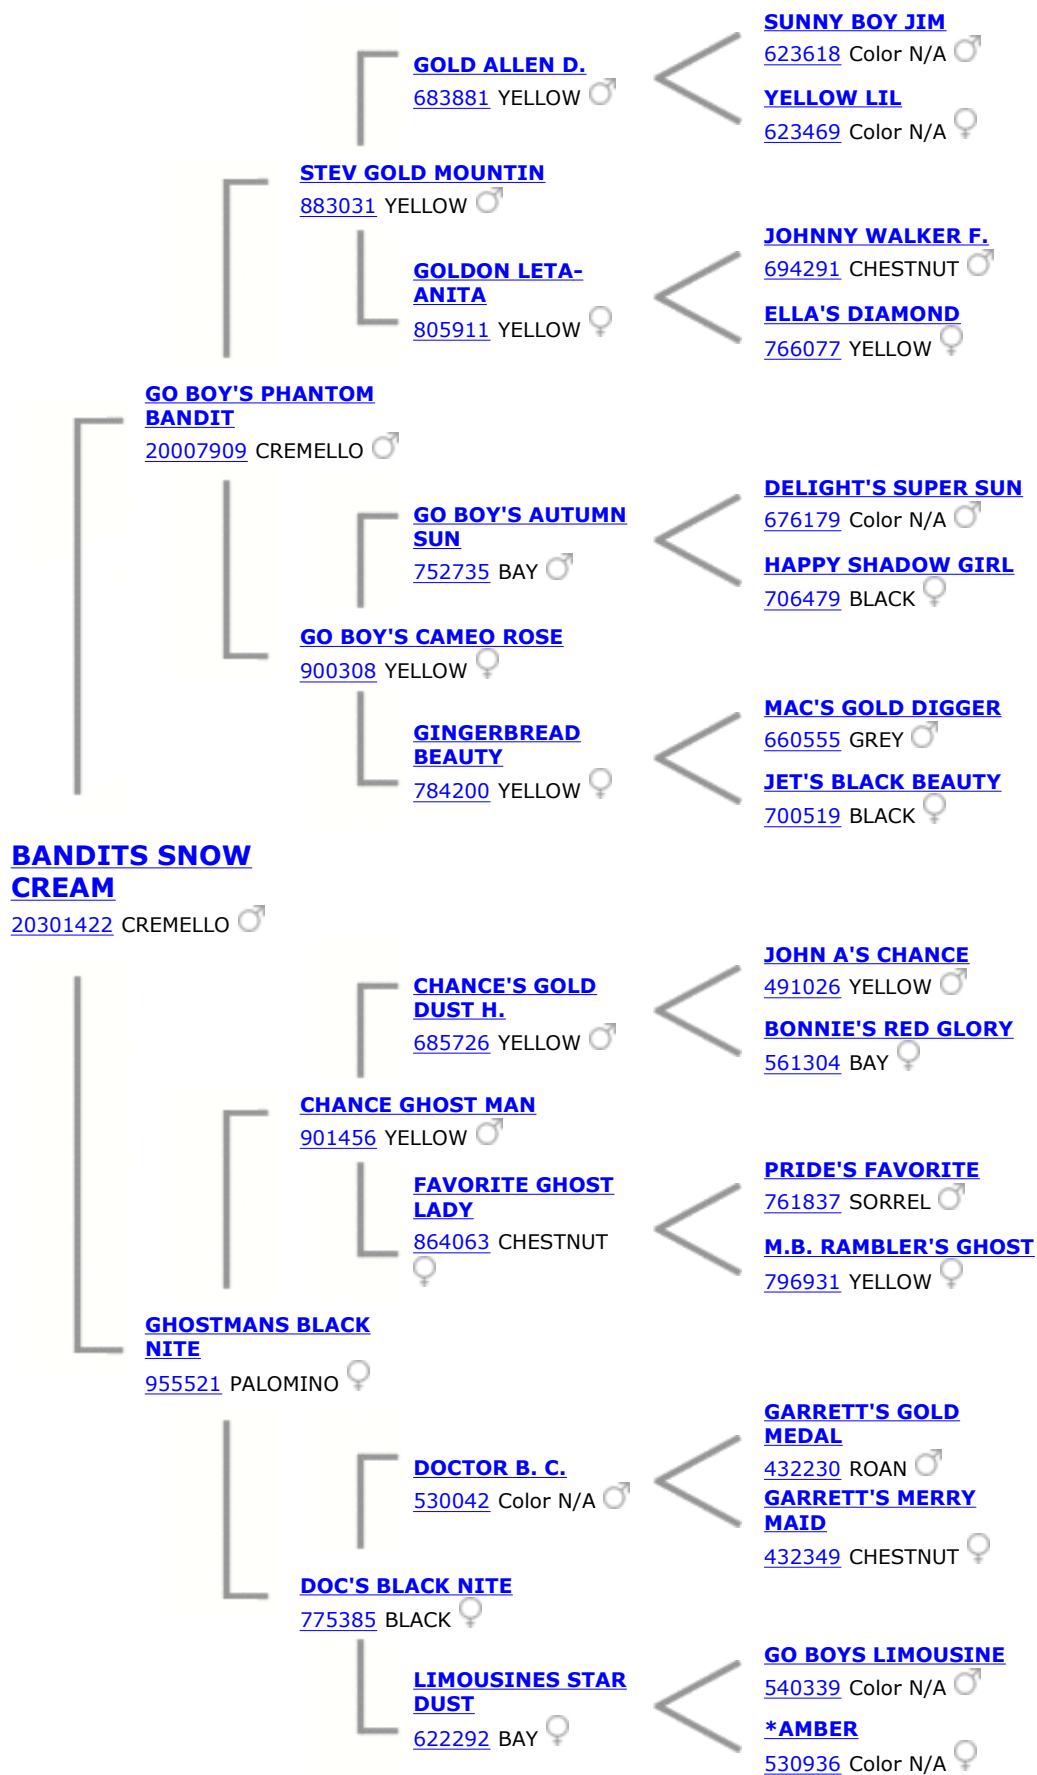 SUNNY BOY JIM
623618 Color N/A
GOLD ALLEN D.
683881 YELLOW
YELLOW LIL
623469 Color N/A
STEV GOLD MOUNTIN
883031 YELLOW
JOHNNY WALKER F.
694291 CHESTNUT
GOLDON LETA-
ANITA
805911 YELLOW
ELLA'S DIAMOND
766077 YELLOW
GO BOY'S PHANTOM
BANDIT
20007909 CREMELLO
DELIGHT'S SUPER SUN
676179 Color N/A
GO BOY'S AUTUMN
SUN
752735 BAY
HAPPY SHADOW GIRL
706479 BLACK
GO BOY'S CAMEO ROSE
900308 YELLOW
MAC'S GOLD DIGGER
660555 GREY
GINGERBREAD
BEAUTY
784200 YELLOW
JET'S BLACK BEAUTY
700519 BLACK
BANDITS SNOW
CREAM
20301422 CREMELLO
JOHN A'S CHANCE
491026 YELLOW
CHANCE'S GOLD
DUST H.
685726 YELLOW
BONNIE'S RED GLORY
561304 BAY
CHANCE GHOST MAN
901456 YELLOW
PRIDE'S FAVORITE
761837 SORREL
FAVORITE GHOST
LADY
864063 CHESTNUT
M.B. RAMBLER'S GHOST
796931 YELLOW
GHOSTMANS BLACK
NITE
955521 PALOMINO
GARRETT'S GOLD
MEDAL
432230 ROAN
DOCTOR B. C.
530042 Color N/A
GARRETT'S MERRY
MAID
432349 CHESTNUT
DOC'S BLACK NITE
775385 BLACK
GO BOYS LIMOUSINE
540339 Color N/A
LIMOUSINES STAR
DUST
622292 BAY
*AMBER
530936 Color N/A